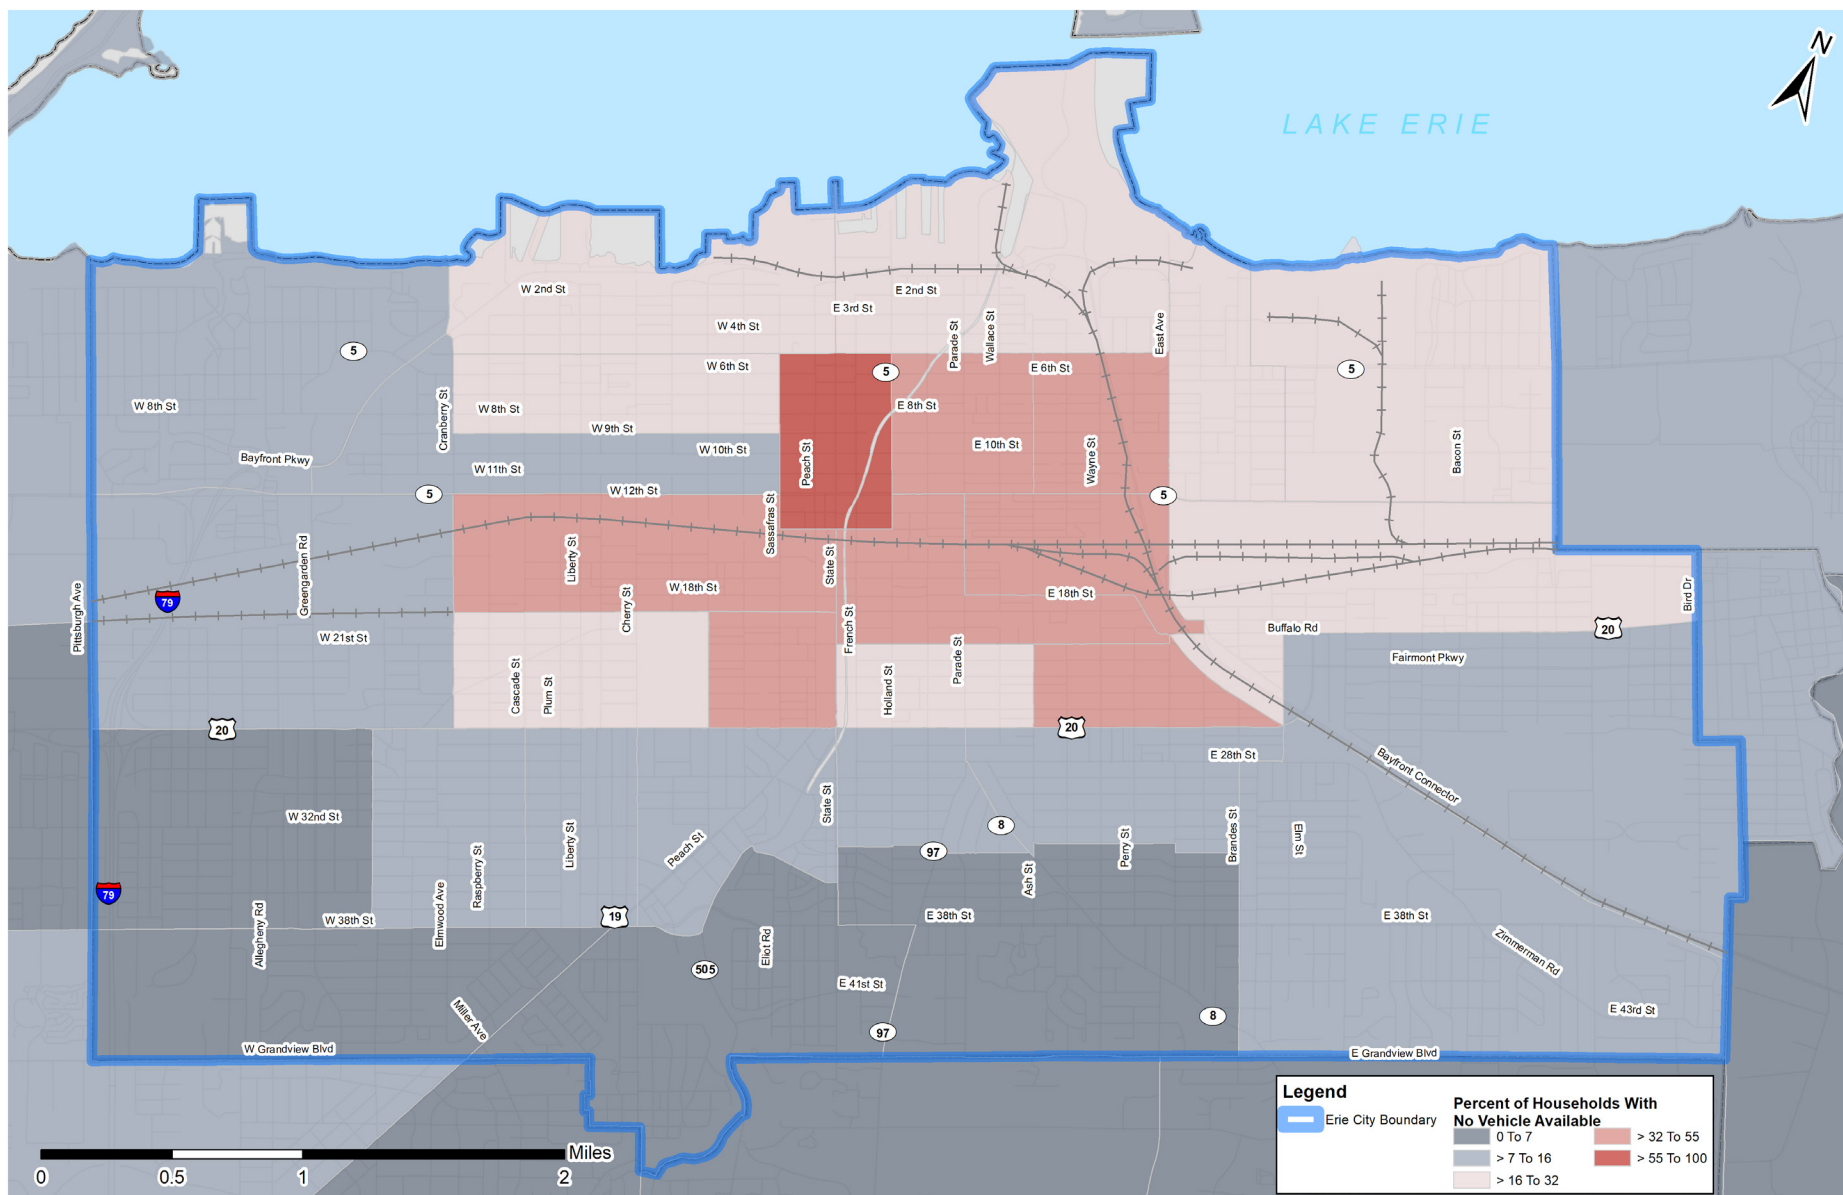 N
LAKE ERIE
W 2nd St
E 2nd St
E 3rd St
W 4th St
Parade St
Wallace St
East Ave
5
W 6th St
5
E 6th St
5
W 8th St
W 8th St
E 8th St
Cranberry St
W 9th St
W 10th St
Peach St
E 10th St
Wayne St
Bacon St
Bayfront Pkwy
W 11th St
5
W 12th St
5
Sassafras St
Greengarden Rd
Liberty St
State St
Pittsburgh Ave
79
W 18th St
E 18th St
Bird Dr
Cherry St
French St
W 21st St
Buffalo Rd
20
Fairmont Pkwy
Parade St
Cascade St
Plum St
Holland St
20
20
E 28th St
Bayfront Connector
W 32nd St
State St
8
Peach St
Liberty St
Raspberry St
97
Perry St
Brandes St
Elm St
79
Ash St
Allegheny Rd
W 38th St
Elmwood Ave
19
E 38th St
E 38th St
Eliot Rd
Zimmerman Rd
505
E 41st St
Miller Ave
97
8
E 43rd St
W Grandview Blvd
E Grandview Blvd
Legend
Erie City Boundary
Percent of Households With
No Vehicle Available
0 To 7
> 7 To 16
> 16 To 32
> 32 To 55
> 55 To 100
Miles
0 0.5 1 2